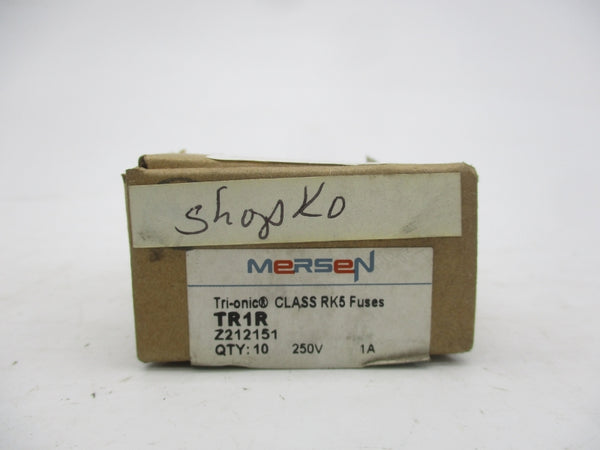 Shopko
MERSEN
Tri-onic® CLASS RK5 Fuses
TR1R
Z212151
QTY: 10 250V 1A